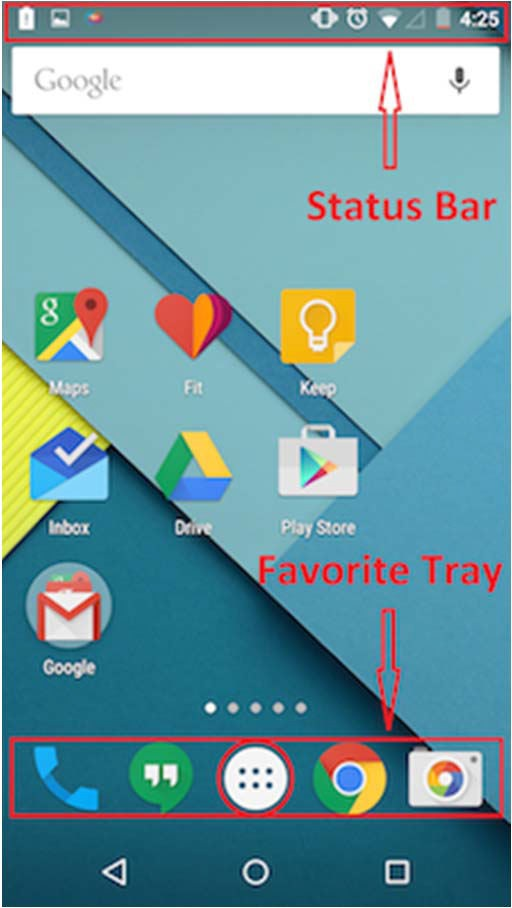 4:25
Google
Status Bar
Maps Fit Keep
Inbox Drive Play Store
Favorite Tray
Google